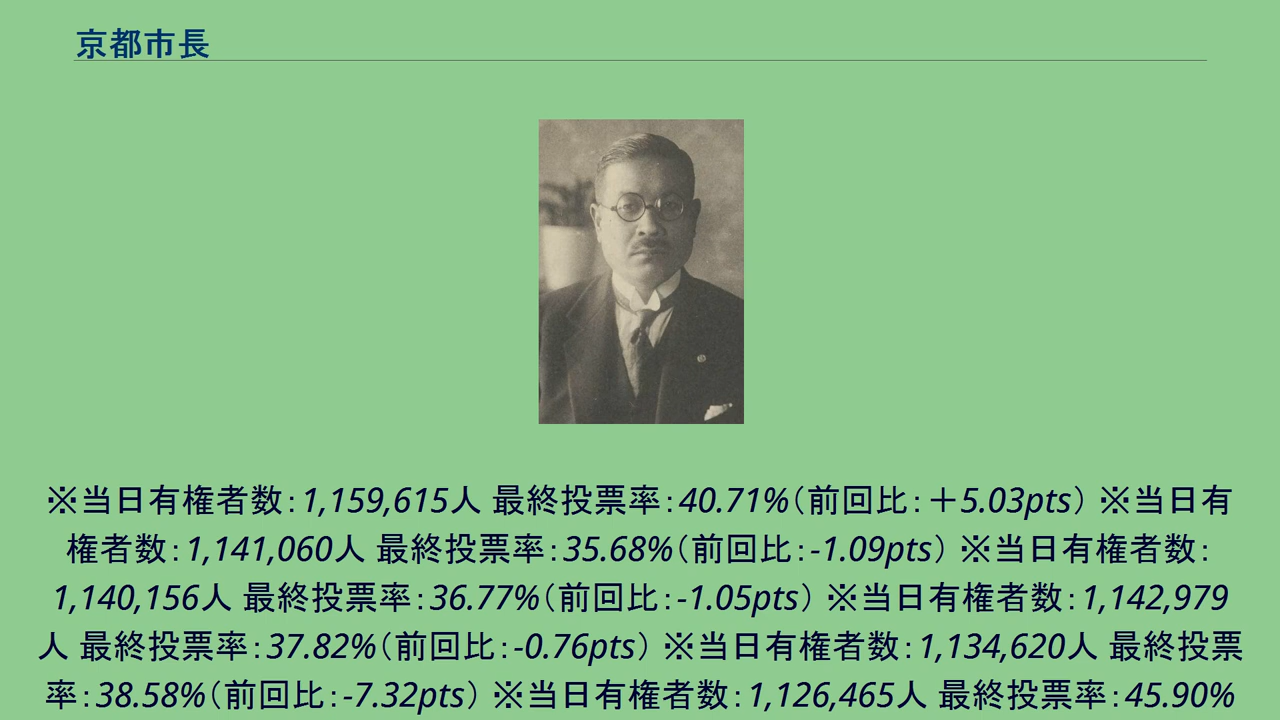 京都市長
※当日有権者数：1,159,615人 最終投票率：40.71%（前回比：＋5.03pts） ※当日有
権者数：1,141,060人 最終投票率：35.68%（前回比：-1.09pts） ※当日有権者数：
1,140,156人 最終投票率：36.77%（前回比：-1.05pts） ※当日有権者数：1,142,979
人 最終投票率：37.82%（前回比：-0.76pts） ※当日有権者数：1,134,620人 最終投票
率：38.58%（前回比：-7.32pts） ※当日有権者数：1,126,465人 最終投票率：45.90%